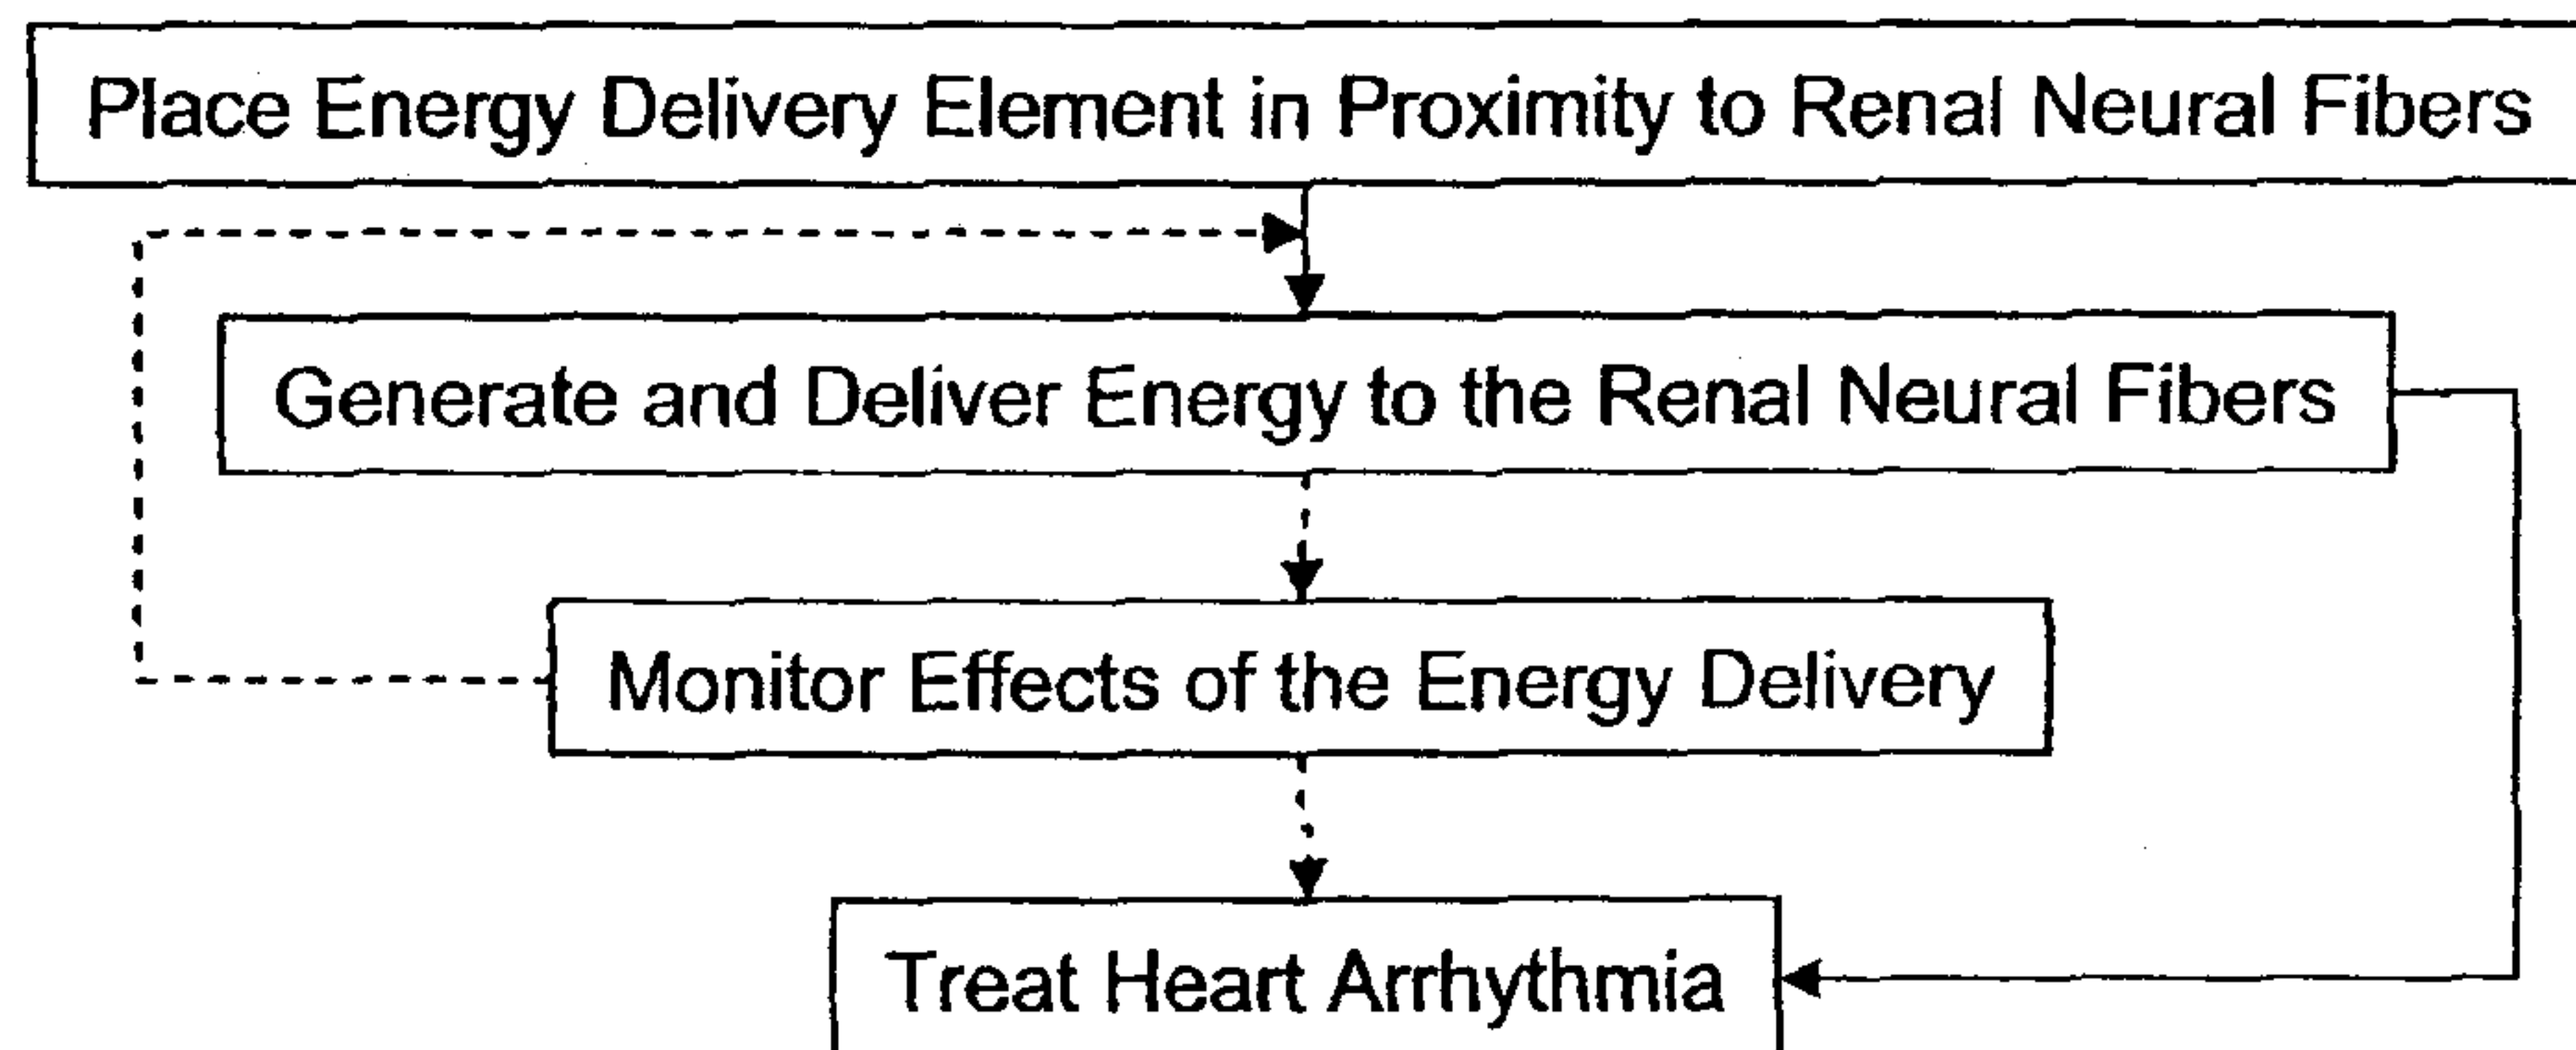 Place Energy Delivery Element in Proximity to Renal Neural Fibers
Generate and Deliver Energy to the Renal Neural Fibers
Monitor Effects of the Energy Delivery
Treat Heart Arrhythmia